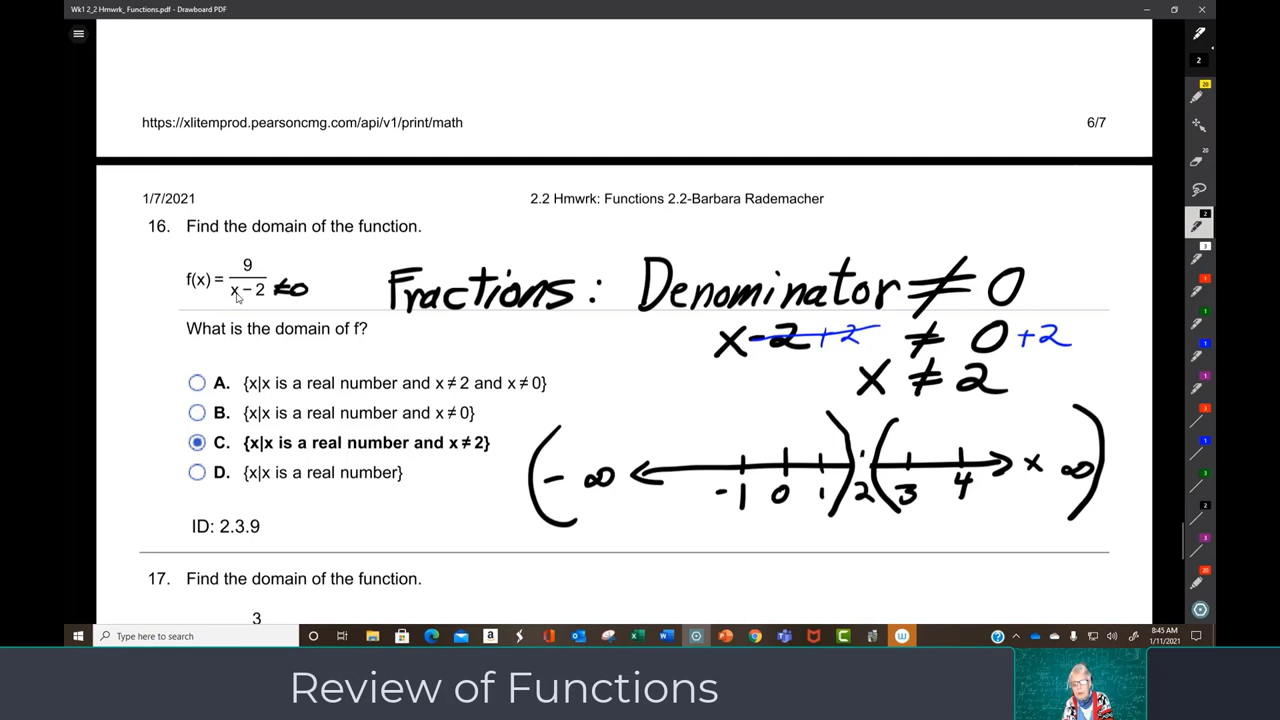 Wk1 2_2 Hmwrk_ Functions.pdf - Drawboard PDF
2
https://xlitemprod.pearsoncmg.com/api/v1/print/math
6/7
1/7/2021
2.2 Hmwrk: Functions 2.2-Barbara Rademacher
16. Find the domain of the function.
f(x) = 9 / (x − 2) ≠0
Fractions: Denominator ≠ 0
x -2 +2 ≠ 0 +2
x ≠ 2
What is the domain of f?
A. {x|x is a real number and x ≠ 2 and x ≠ 0}
B. {x|x is a real number and x ≠ 0}
C. {x|x is a real number and x ≠ 2}
D. {x|x is a real number}
(- ∞ ) ( x ∞)
-1 0 1 2 3 4
ID: 2.3.9
17. Find the domain of the function.
3
Type here to search
8:45 AM
1/11/2021
Review of Functions